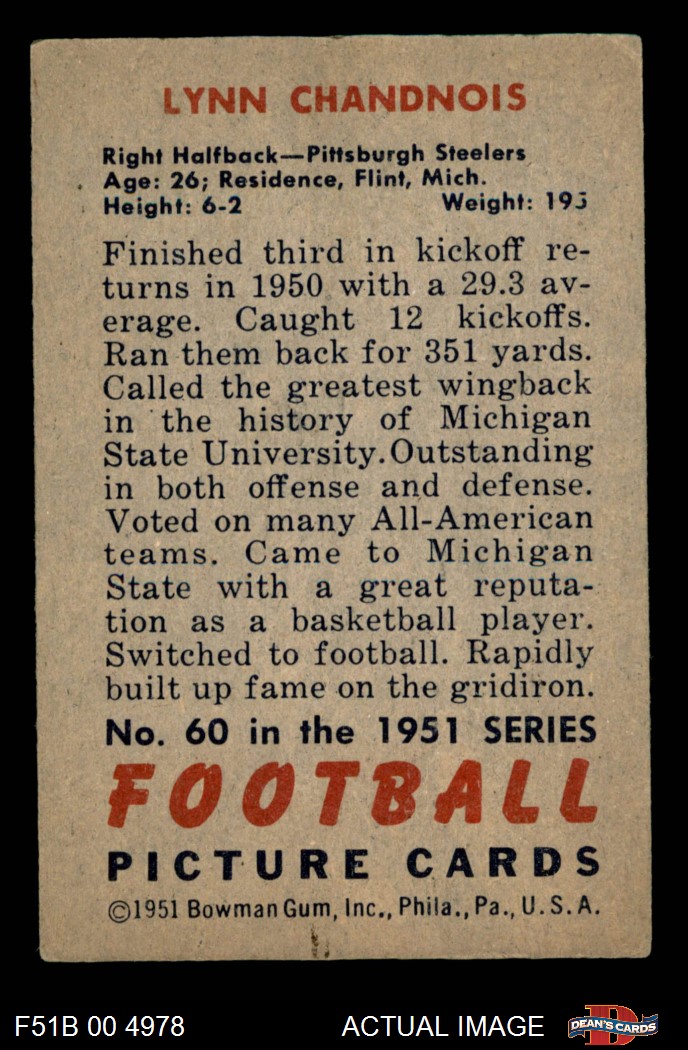 LYNN CHANDNOIS
Right Halfback—Pittsburgh Steelers
Age: 26; Residence, Flint, Mich.
Height: 6-2 Weight: 195
Finished third in kickoff re-
turns in 1950 with a 29.3 av-
erage. Caught 12 kickoffs.
Ran them back for 351 yards.
Called the greatest wingback
in the history of Michigan
State University. Outstanding
in both offense and defense.
Voted on many All-American
teams. Came to Michigan
State with a great reputa-
tion as a basketball player.
Switched to football. Rapidly
built up fame on the gridiron.
No. 60 in the 1951 SERIES
FOOTBALL
PICTURE CARDS
©1951 Bowman Gum, Inc., Phila., Pa., U.S.A.
F51B 00 4978 ACTUAL IMAGE D DEAN'S CARDS